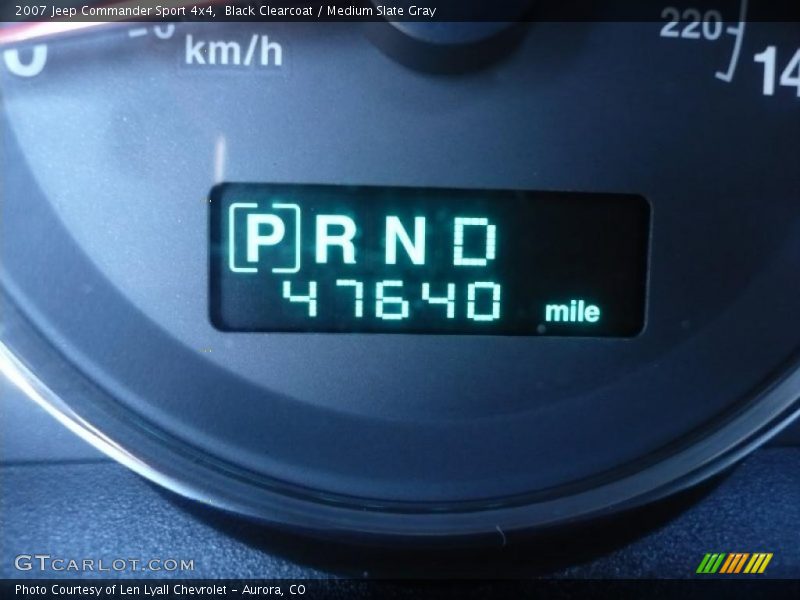 2007 Jeep Commander Sport 4x4, Black Clearcoat / Medium Slate Gray
0 km/h 220 14
P R N D
47640 mile
GTCARLOT.COM
Photo Courtesy of Len Lyall Chevrolet – Aurora, CO